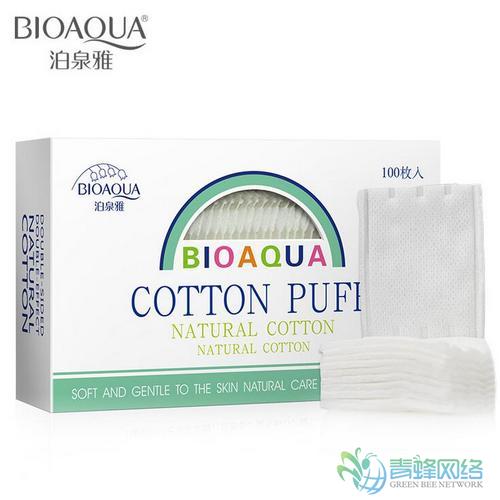 BIOAQUA®
泊泉雅
BIOAQUA
泊泉雅
100枚入
BIOAQUA
COTTON PUFF
NATURAL COTTON
NATURAL COTTON
SOFT AND GENTLE TO THE SKIN NATURAL CARE
DOUBLE-SIDED
DOUBLE EFFECT
NATURAL
COTTON
青蜂网络
GREEN BEE NETWORK